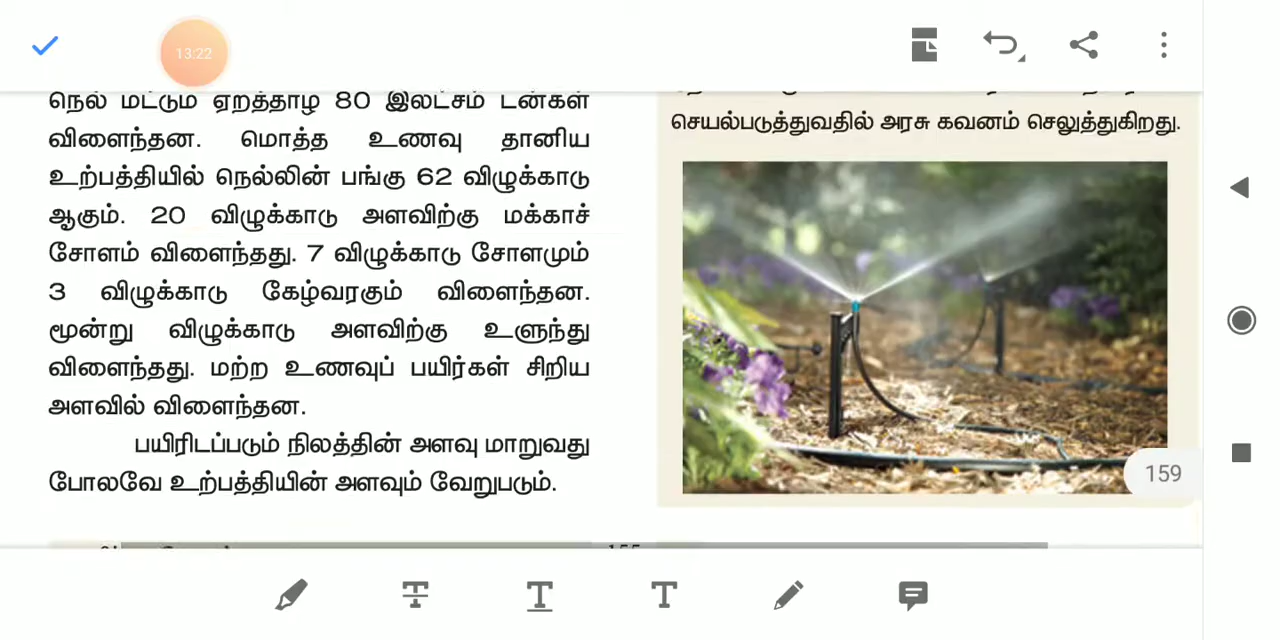 13:22
நெல் மட்டும் ஏறத்தாழ 80 இலட்சம் டன்கள்
விளைந்தன. மொத்த உணவு தானிய
உற்பத்தியில் நெல்லின் பங்கு 62 விழுக்காடு
ஆகும். 20 விழுக்காடு அளவிற்கு மக்காச்
சோளம் விளைந்தது. 7 விழுக்காடு சோளமும்
3 விழுக்காடு கேழ்வரகும் விளைந்தன.
மூன்று விழுக்காடு அளவிற்கு உளுந்து
விளைந்தது. மற்ற உணவுப் பயிர்கள் சிறிய
அளவில் விளைந்தன.
பயிரிடப்படும் நிலத்தின் அளவு மாறுவது
போலவே உற்பத்தியின் அளவும் வேறுபடும்.
செயல்படுத்துவதில் அரசு கவனம் செலுத்துகிறது.
159